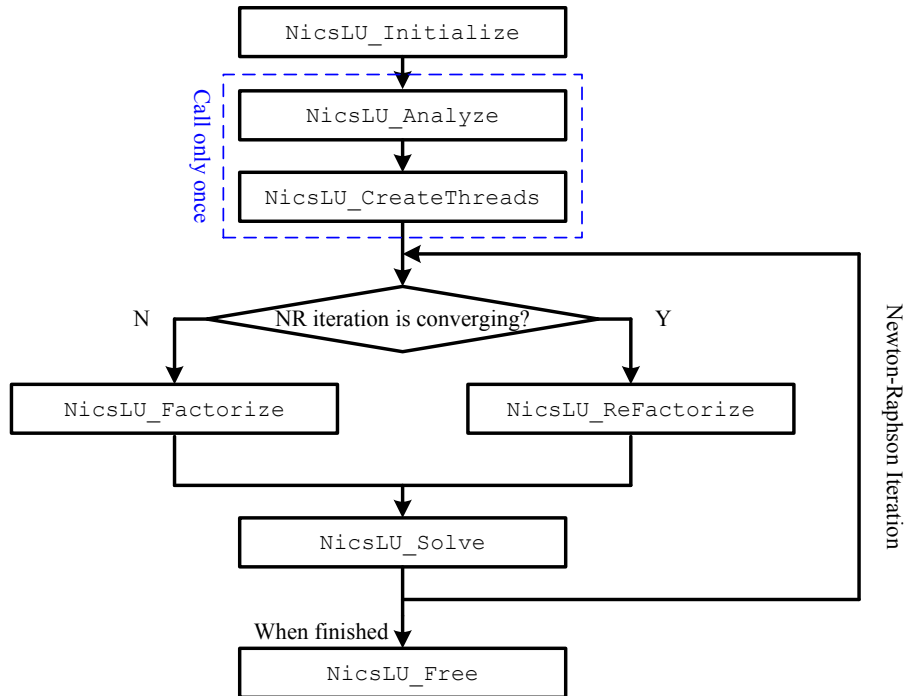 NicsLU_Initialize
Call only once
NicsLU_Analyze
NicsLU_CreateThreads
NR iteration is converging?
N
Y
NicsLU_Factorize
NicsLU_ReFactorize
Newton-Raphson Iteration
NicsLU_Solve
When finished
NicsLU_Free